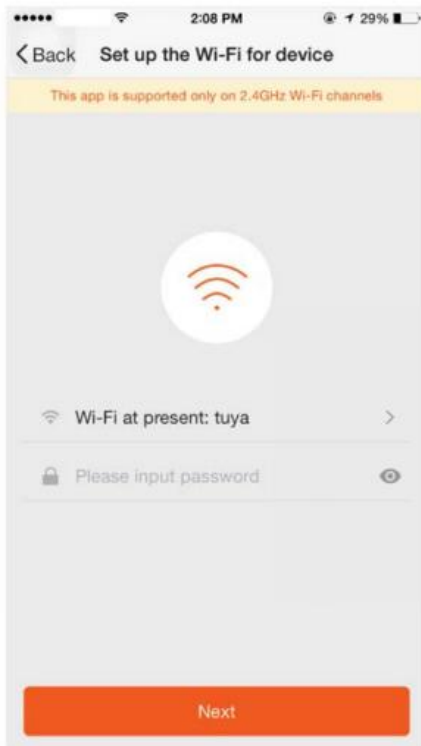 2:08 PM 29%
Back Set up the Wi-Fi for device
This app is supported only on 2.4GHz Wi-Fi channels
Wi-Fi at present: tuya
Please input password
Next